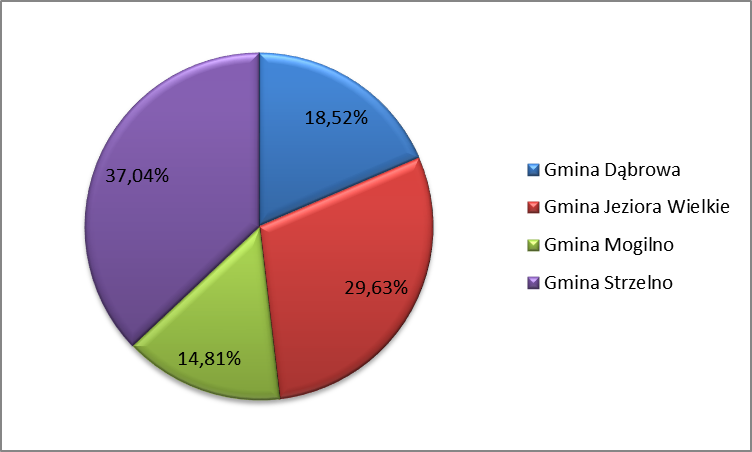 18,52%
37,04%
29,63%
14,81%
Gmina Dąbrowa
Gmina Jeziora Wielkie
Gmina Mogilno
Gmina Strzelno